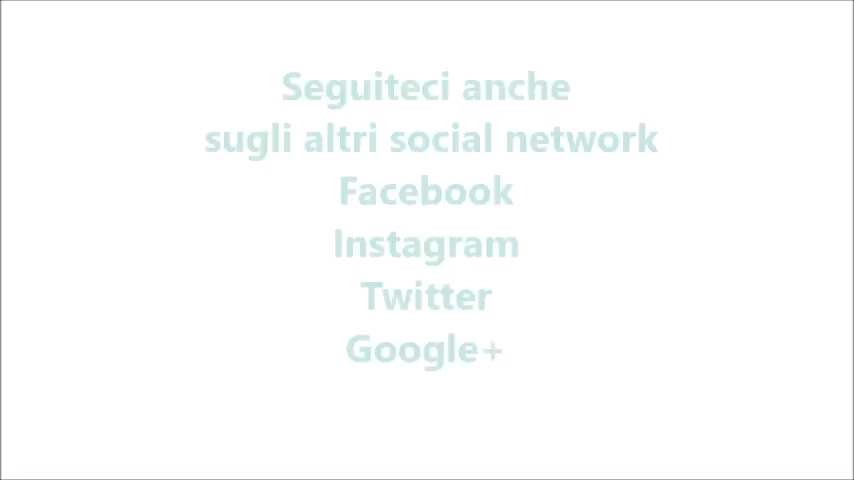 Seguiteci anche
sugli altri social network
Facebook
Instagram
Twitter
Google+